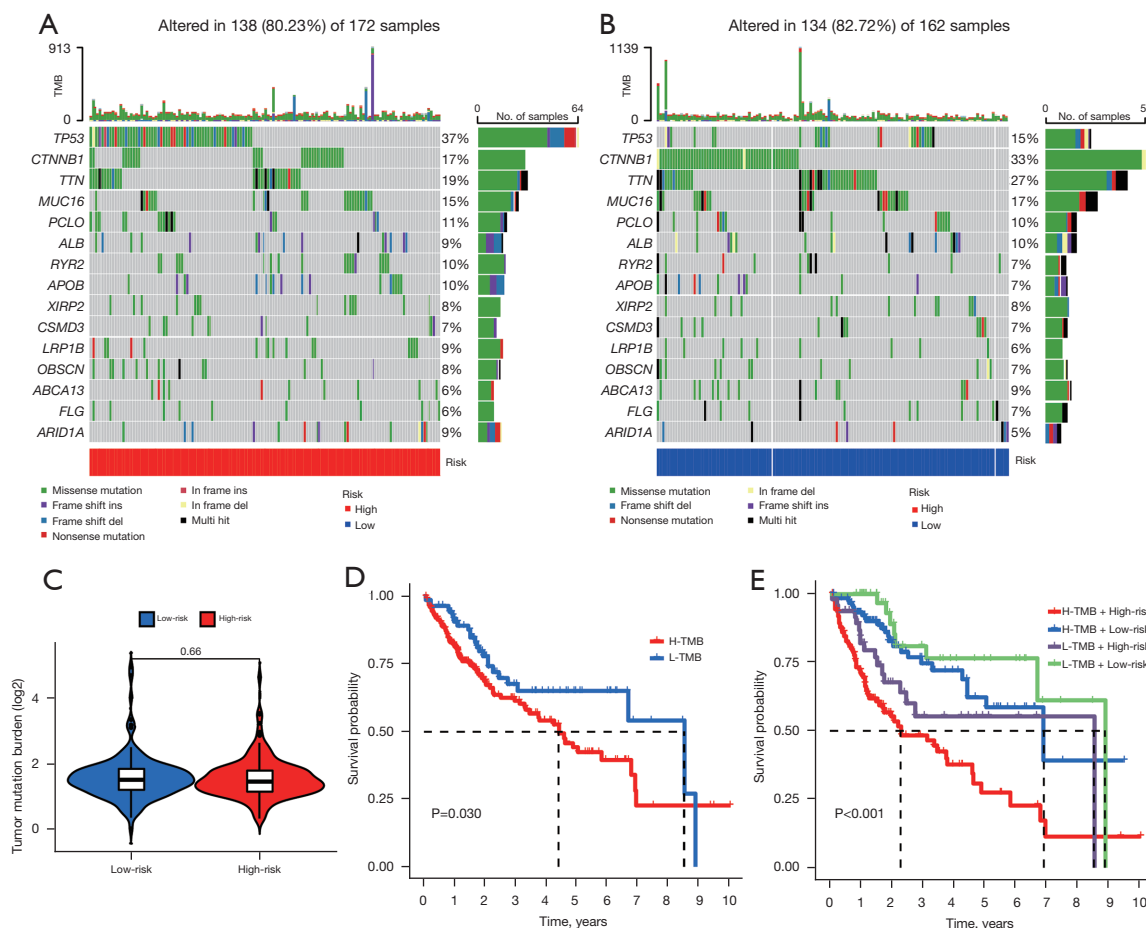 A
Altered in 138 (80.23%) of 172 samples
913
0
TMB
0
64
No. of samples
TP53
37%
CTNNB1
17%
TTN
19%
MUC16
15%
PCLO
11%
ALB
9%
RYR2
10%
APOB
10%
XIRP2
8%
CSMD3
7%
LRP1B
9%
OBSCN
8%
ABCA13
6%
FLG
6%
ARID1A
9%
Risk
Missense mutation
Frame shift ins
Frame shift del
Nonsense mutation
In frame ins
In frame del
Multi hit
Risk
High
Low
B
Altered in 134 (82.72%) of 162 samples
1139
0
TMB
0
5
No. of samples
TP53
15%
CTNNB1
33%
TTN
27%
MUC16
17%
PCLO
10%
ALB
10%
RYR2
7%
APOB
7%
XIRP2
8%
CSMD3
7%
LRP1B
6%
OBSCN
7%
ABCA13
9%
FLG
7%
ARID1A
5%
Risk
Missense mutation
Frame shift del
Nonsense mutation
In frame del
Frame shift ins
Multi hit
Risk
High
Low
C
Low-risk
High-risk
0.66
Tumor mutation burden (log2)
4
2
0
Low-risk
High-risk
D
Survival probability
1.00
0.75
0.50
0.25
0.00
H-TMB
L-TMB
P=0.030
0 1 2 3 4 5 6 7 8 9 10
Time, years
E
Survival probability
1.00
0.75
0.50
0.25
0.00
H-TMB + High-ris
H-TMB + Low-risk
L-TMB + High-risk
L-TMB + Low-risk
P<0.001
0 1 2 3 4 5 6 7 8 9 10
Time, years